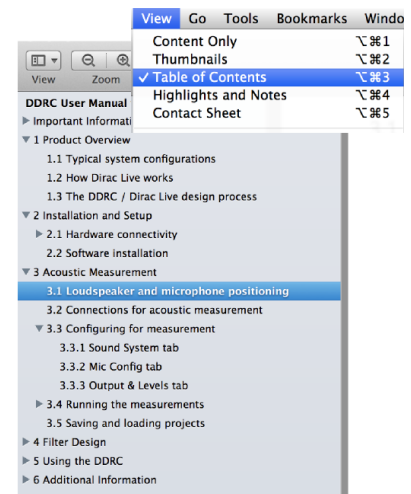 View Go Tools Bookmarks
Content Only ⌥⌘1
Thumbnails ⌥⌘2
✓ Table of Contents ⌥⌘3
Highlights and Notes ⌥⌘4
Contact Sheet ⌥⌘5
View Zoom
DDRC User Manual
▶ Important
▼ 1 Product Overview
1.1 Typical system configurations
1.2 How Dirac Live works
1.3 The DDRC / Dirac Live design process
▼ 2 Installation and Setup
▶ 2.1 Hardware connectivity
2.2 Software installation
▼ 3 Acoustic Measurement
3.1 Loudspeaker and microphone positioning
3.2 Connections for acoustic measurement
▼ 3.3 Configuring for measurement
3.3.1 Sound System tab
3.3.2 Mic Config tab
3.3.3 Output & Levels tab
▶ 3.4 Running the measurements
3.5 Saving and loading projects
▶ 4 Filter Design
▶ 5 Using the DDRC
▶ 6 Additional Information